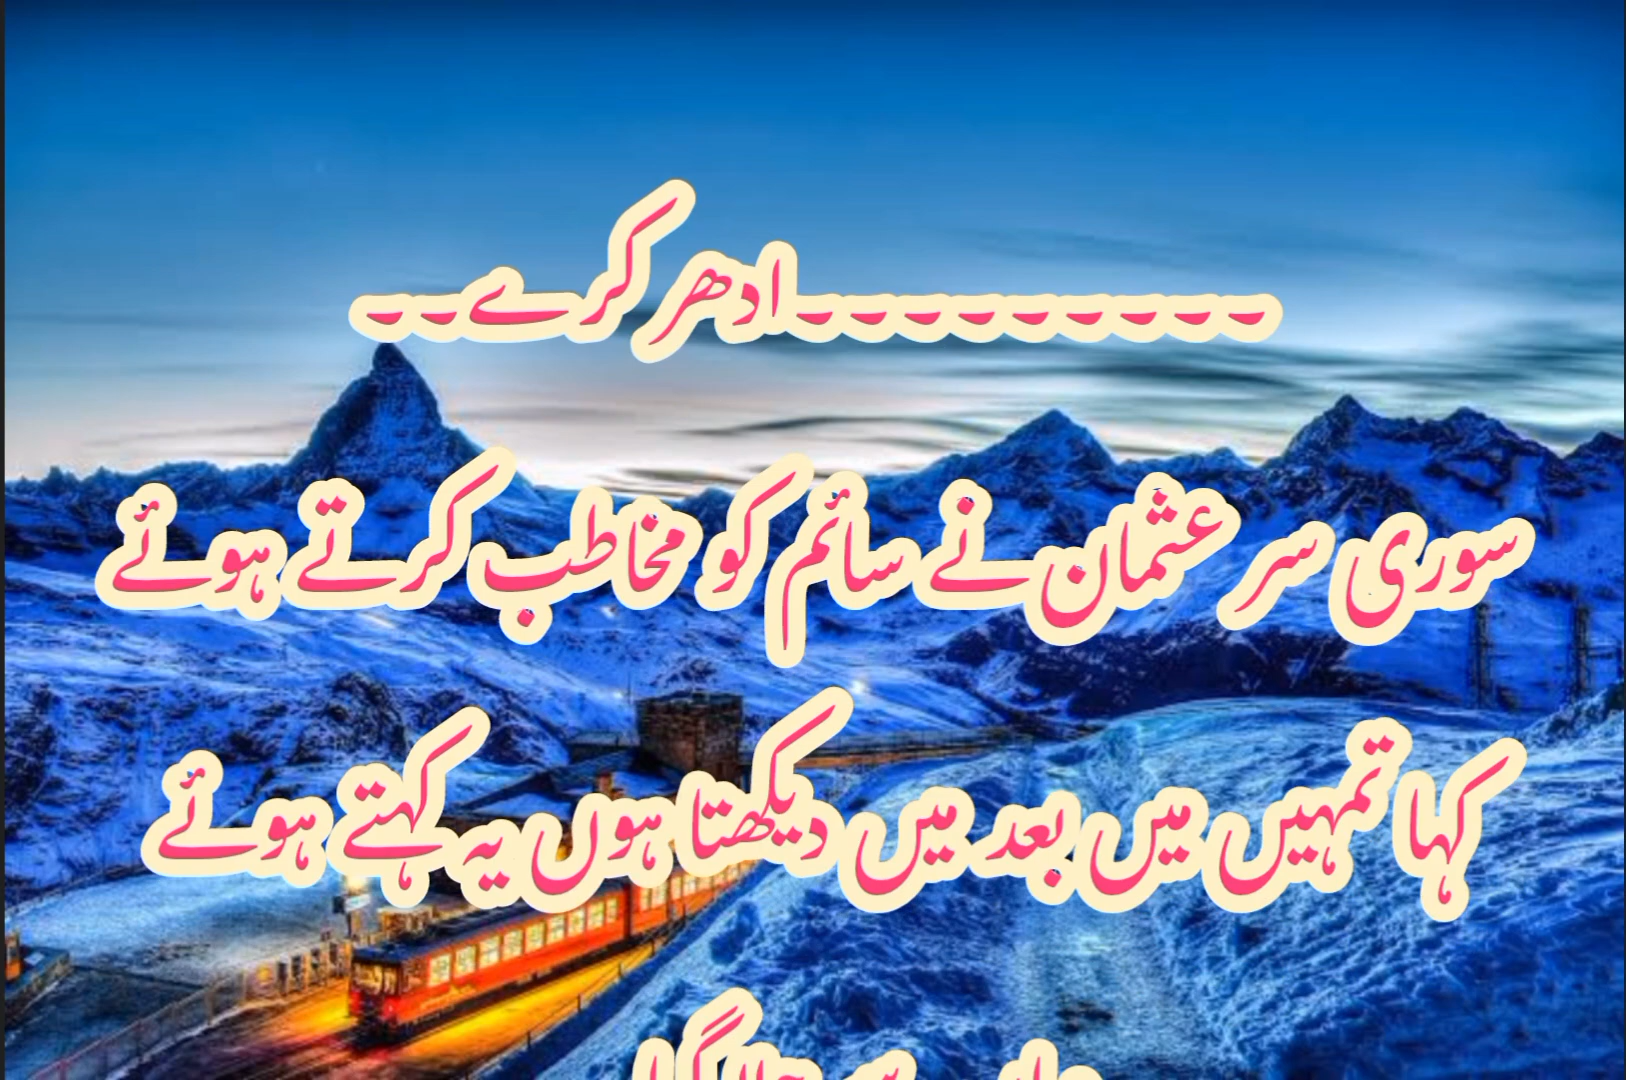 ۔۔۔۔۔۔۔۔۔۔ادھر کرے۔۔
سوری سر عثمان نے سائم کو مخاطب کرتے ہوئے
کہا تمہیں میں بعد میں دیکھتا ہوں یہ کہتے ہوئے